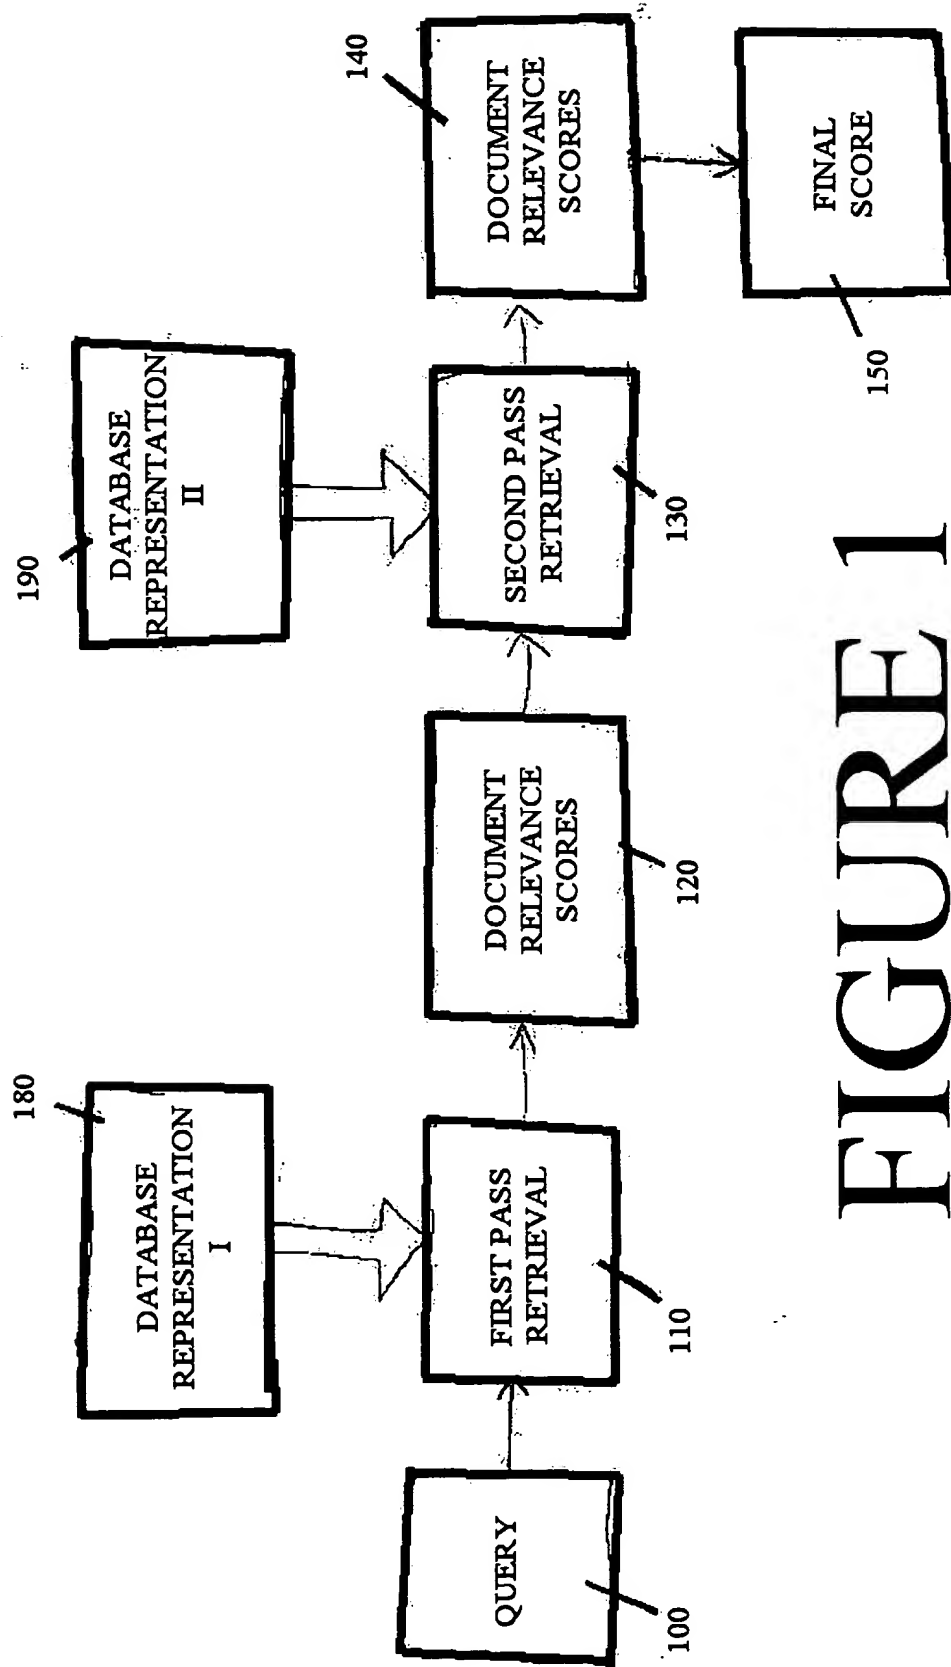 180
DATABASE
REPRESENTATION
I
190
DATABASE
REPRESENTATION
II
QUERY
100
FIRST PASS
RETRIEVAL
110
DOCUMENT
RELEVANCE
SCORES
120
SECOND PASS
RETRIEVAL
130
140
DOCUMENT
RELEVANCE
SCORES
FINAL
SCORE
150
FIGURE 1